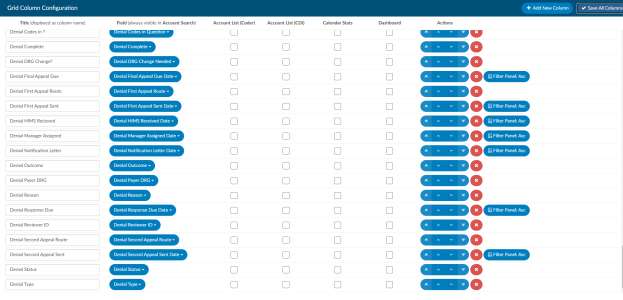 Grid Column Configuration
+ Add New Column
✔ Save All Columns
Title (displayed as column name) Field (always visible in Account Search) Account List (Coder) Account List (CDI) Calendar Stats Dashboard Actions
Denial Codes in ? Denial Codes in Question
Denial Complete Denial Complete
Denial DRG Change? Denial DRG Change Needed
Denial Final Appeal Due Denial Final Appeal Due Date Filter Panel: Acc
Denial First Appeal Route Denial First Appeal Route
Denial First Appeal Sent Denial First Appeal Sent Date Filter Panel: Acc
Denial HIMS Received Denial HIMS Received Date Filter Panel: Acc
Denial Manager Assigned Denial Manager Assigned Date Filter Panel: Acc
Denial Notification Letter Denial Notification Letter Date Filter Panel: Acc
Denial Outcome Denial Outcome
Denial Payer DRG Denial Payer DRG
Denial Reason Denial Reason
Denial Response Due Denial Response Due Date Filter Panel: Acc
Denial Reviewer ID Denial Reviewer ID
Denial Second Appeal Route Denial Second Appeal Route
Denial Second Appeal Sent Denial Second Appeal Sent Date Filter Panel: Acc
Denial Status Denial Status
Denial Type Denial Type